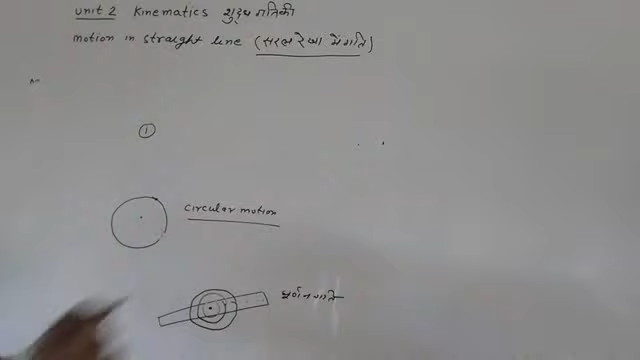 unit 2 Kinematics शुद्ध गतिकी
motion in straight line (सरल रेखा में गति)
①
circular motion
घूर्णन गति